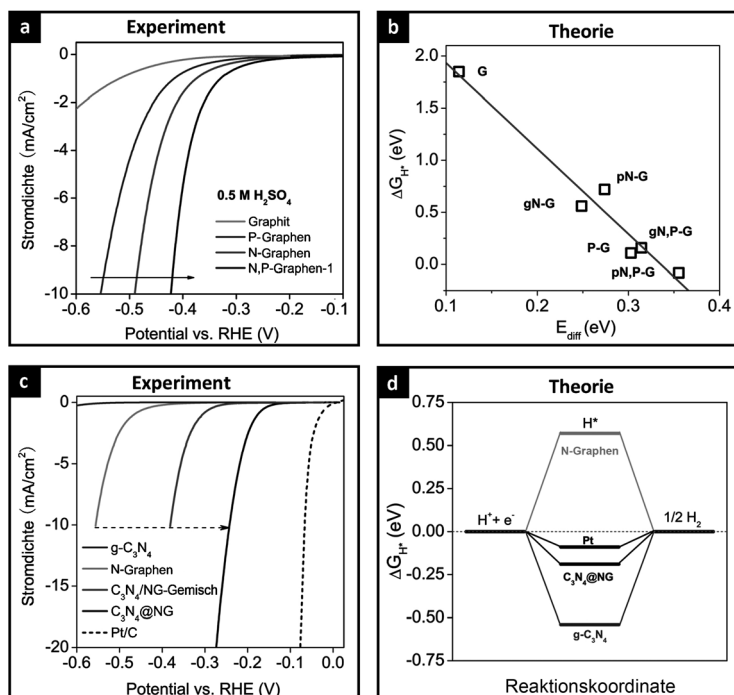 a
Experiment
0
-2
-4
-6
-8
-10
Stromdichte (mA/cm²)
0.5 M H₂SO₄
Graphit
P-Graphen
N-Graphen
N,P-Graphen-1
-0.6 -0.5 -0.4 -0.3 -0.2 -0.1
Potential vs. RHE (V)
b
Theorie
2.0
1.5
1.0
0.5
0.0
ΔG_H* (eV)
G
pN-G
gN-G
gN,P-G
P-G
pN,P-G
0.1 0.2 0.3 0.4
E_diff (eV)
c
Experiment
0
-5
-10
-15
-20
Stromdichte (mA/cm²)
g-C₃N₄
N-Graphen
C₃N₄/NG-Gemisch
C₃N₄@NG
Pt/C
-0.6 -0.5 -0.4 -0.3 -0.2 -0.1 0.0
Potential vs. RHE (V)
d
Theorie
0.75
0.50
0.25
0.00
-0.25
-0.50
-0.75
ΔG_H* (eV)
H*
N-Graphen
H⁺+ e⁻
1/2 H₂
Pt
C₃N₄@NG
g-C₃N₄
Reaktionskoordinate